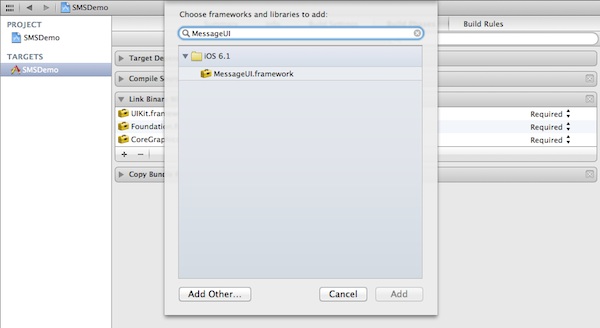 SMSDemo
Choose frameworks and libraries to add:
PROJECT
SMSDemo
TARGETS
SMSDemo
MessageUI
iOS 6.1
MessageUI.framework
Build Rules
Target De
Compile S
Link Binar
UIKit.fram
Required
Foundation
Required
CoreGrap
Required
+ −
Copy Bund
Add Other...
Cancel
Add